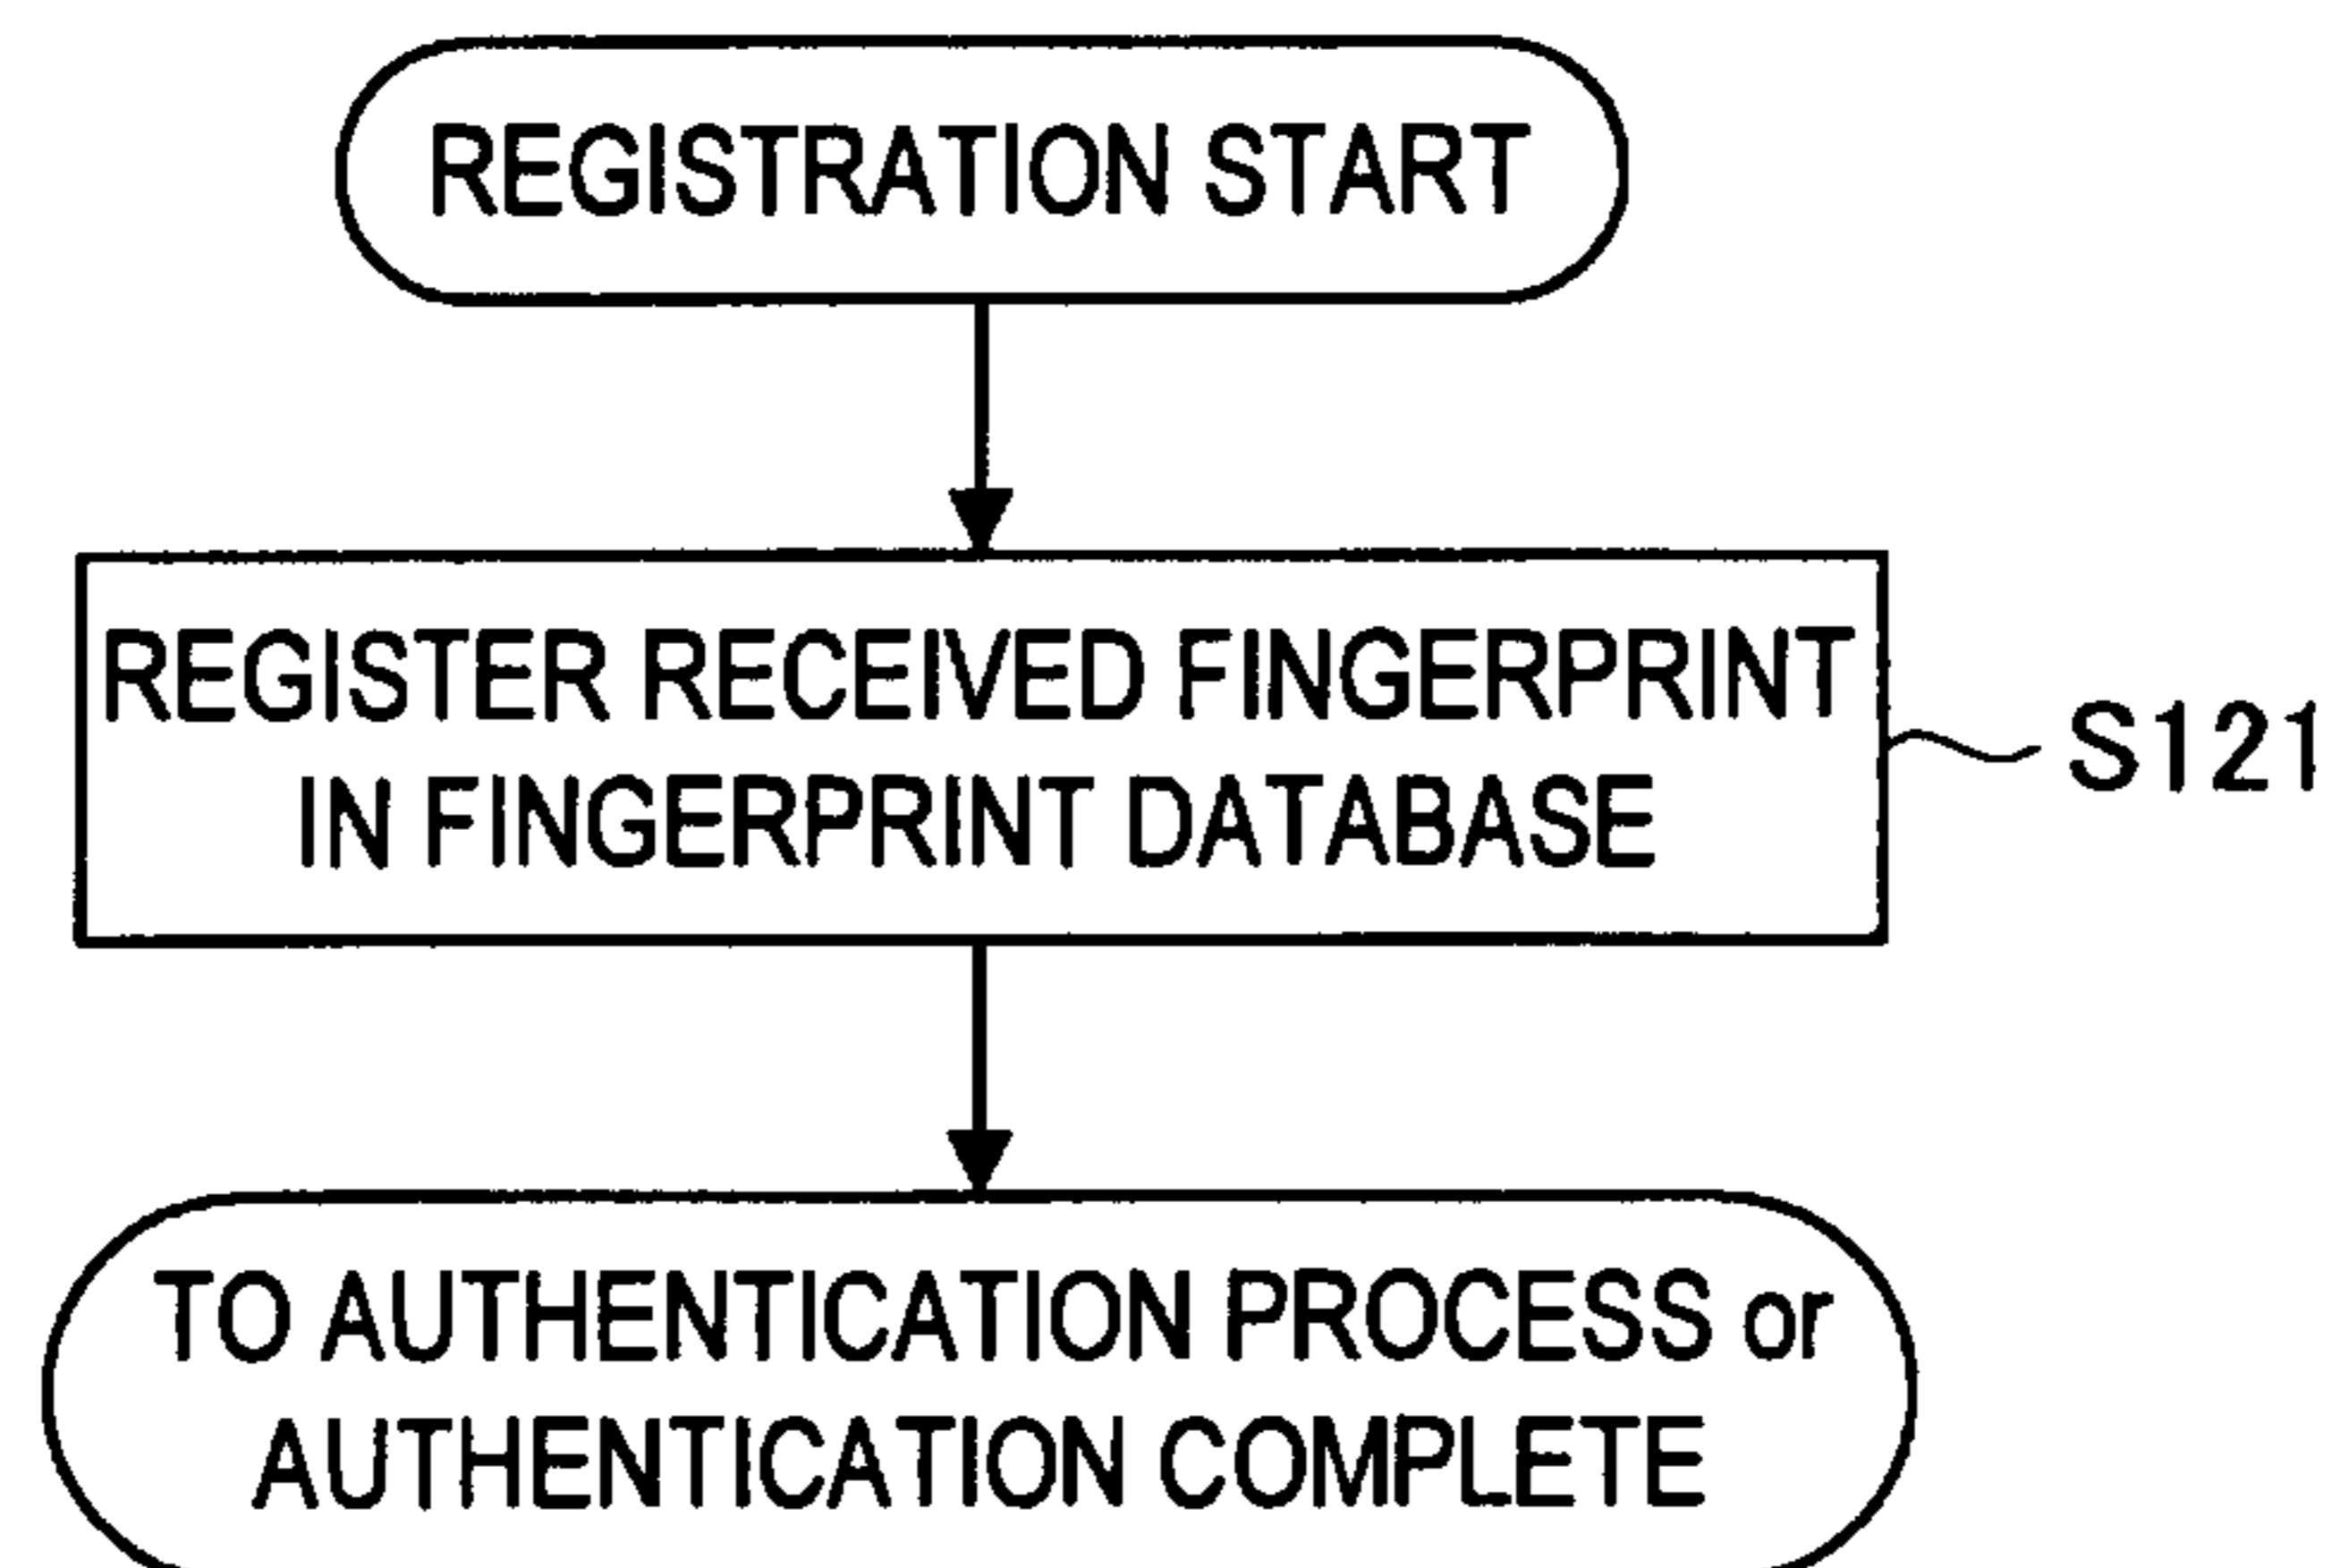 REGISTRATION START
REGISTER RECEIVED FINGERPRINT
IN FINGERPRINT DATABASE
S121
TO AUTHENTICATION PROCESS or
AUTHENTICATION COMPLETE